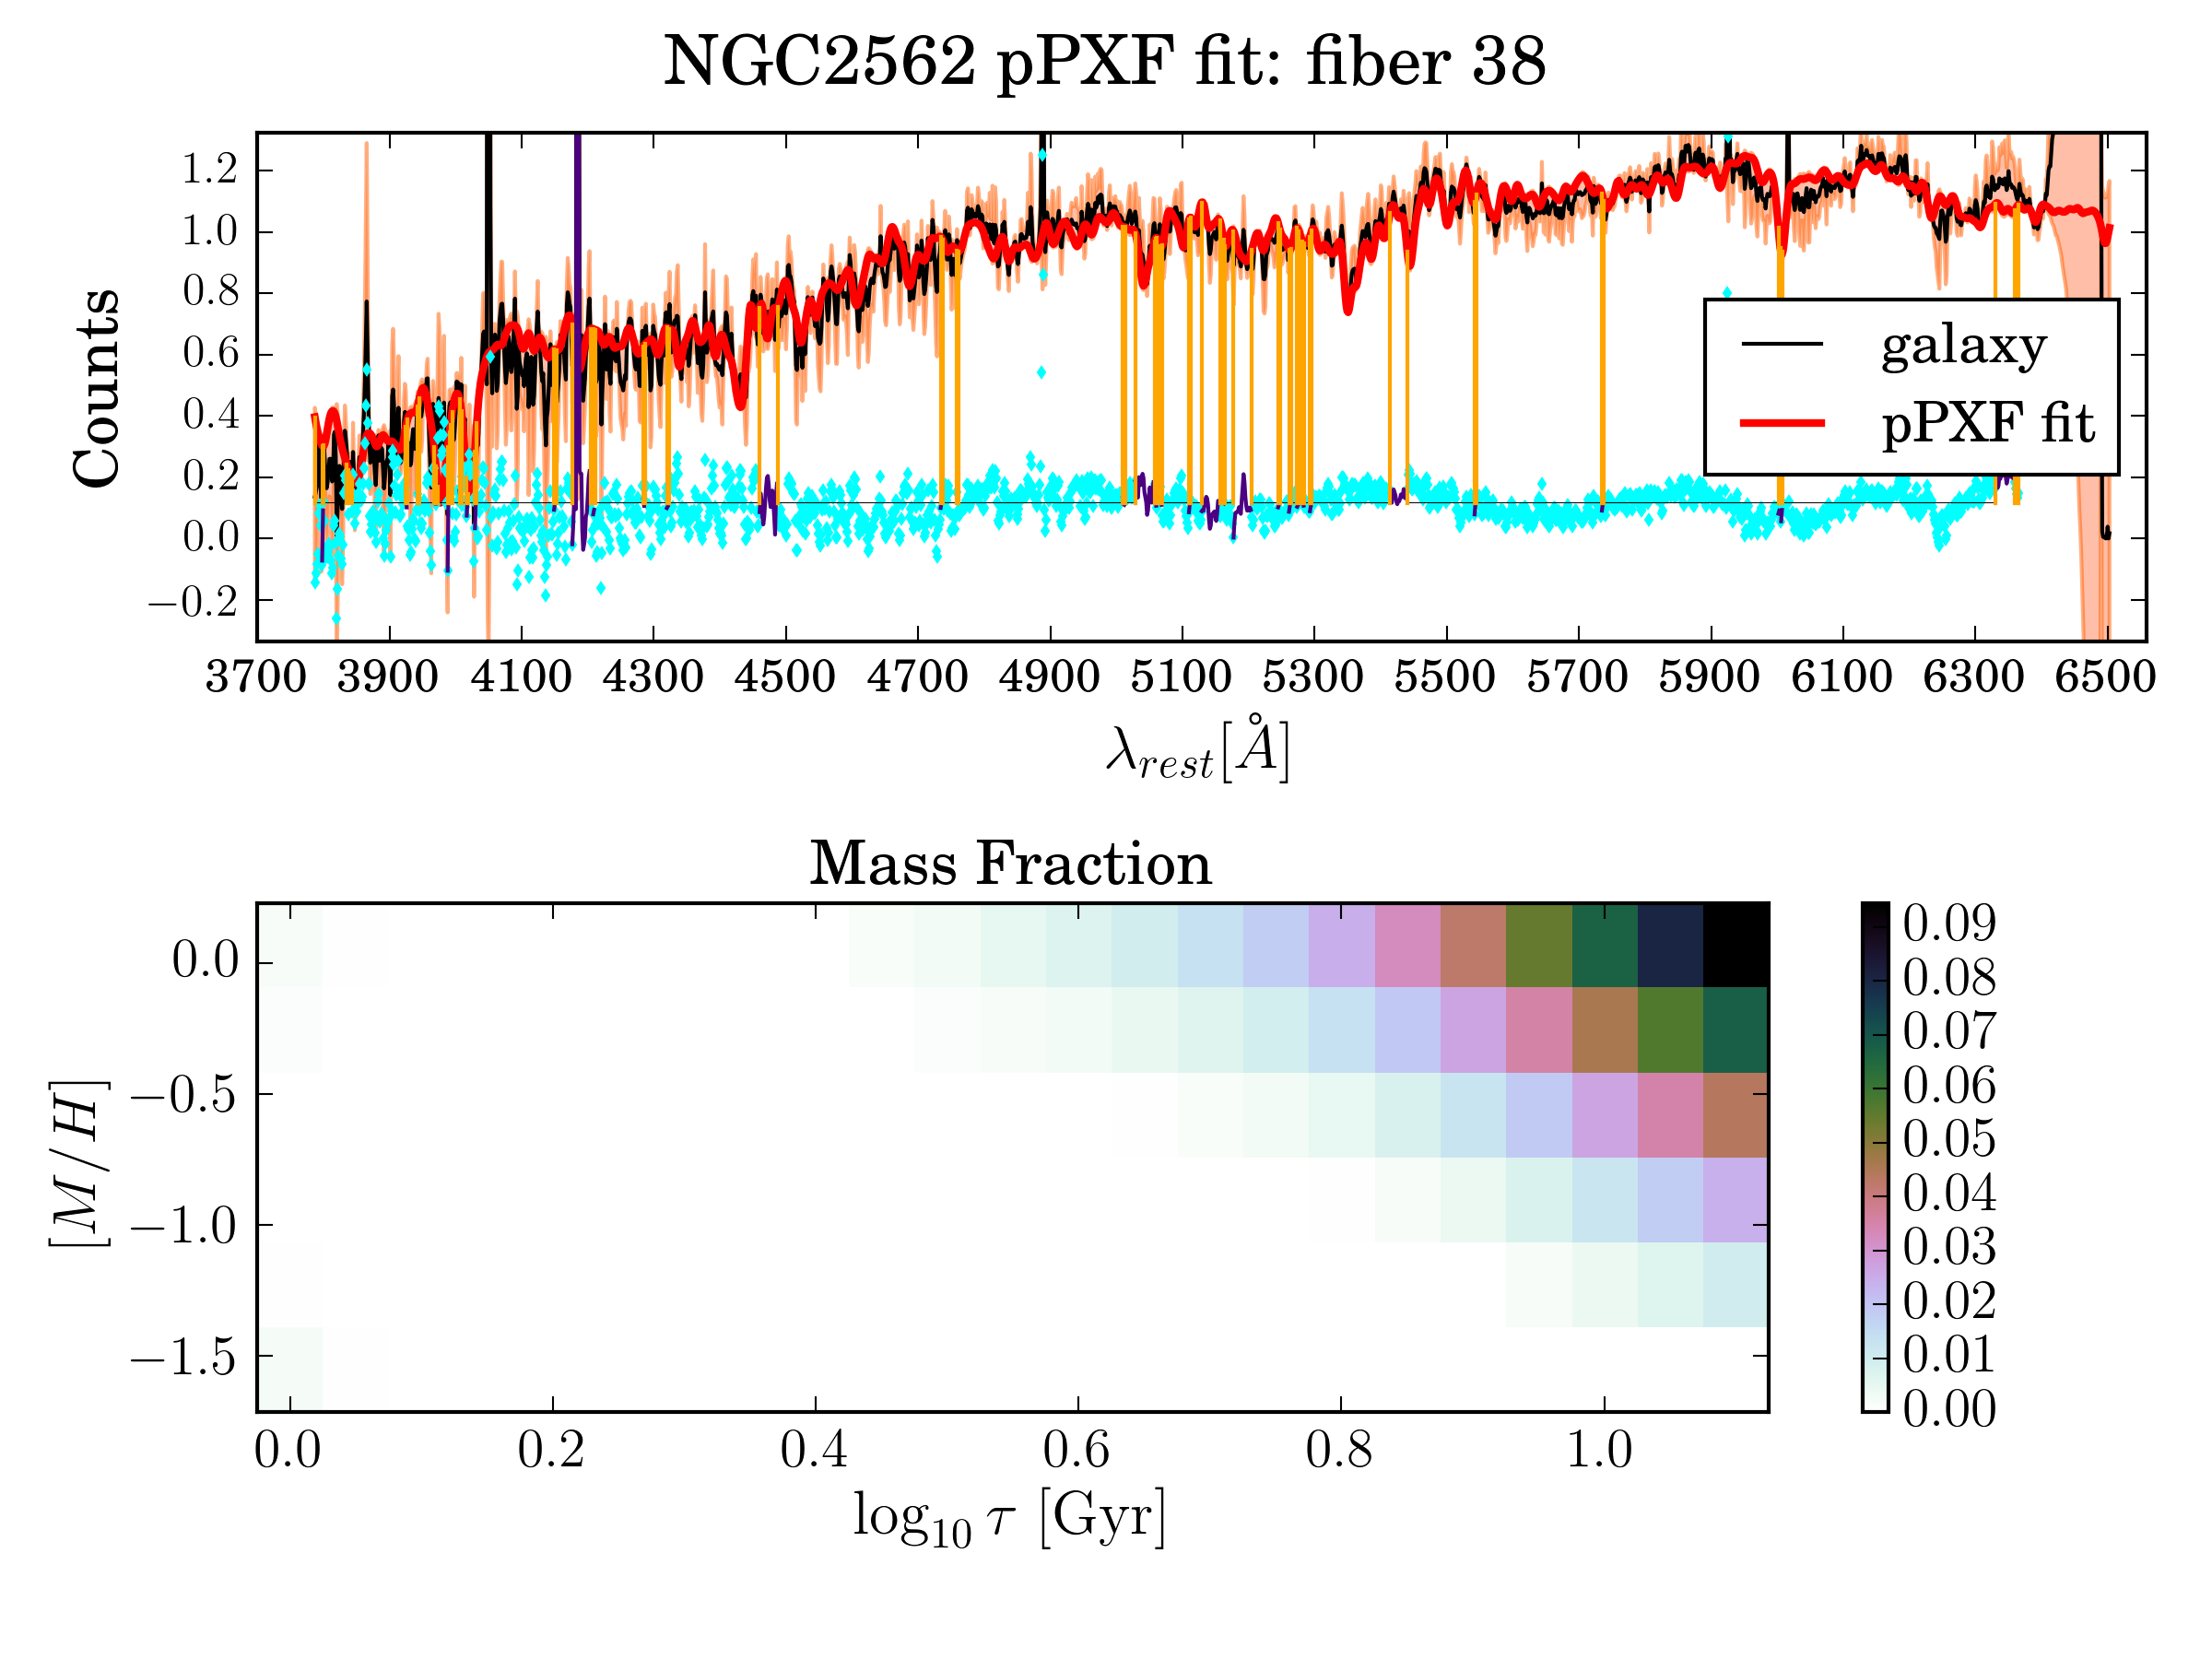 NGC2562 pPXF fit: fiber 38
1.2
1.0
0.8
0.6
0.4
0.2
0.0
−0.2
Counts
galaxy
pPXF fit
3700 3900 4100 4300 4500 4700 4900 5100 5300 5500 5700 5900 6100 6300 6500
λrest[Å]
Mass Fraction
0.0
−0.5
−1.0
−1.5
[M/H]
0.09
0.08
0.07
0.06
0.05
0.04
0.03
0.02
0.01
0.00
0.0 0.2 0.4 0.6 0.8 1.0
log10 τ [Gyr]